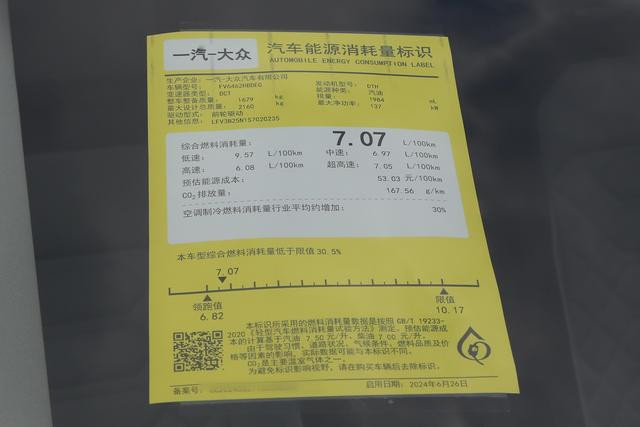 一汽-大众 汽车能源消耗量标识
AUTOMOBILE ENERGY CONSUMPTION LABEL
生产企业: 一汽-大众汽车有限公司
车辆型号: FV6462HBDEG 发动机型号: DTH
变速器类型: DCT 能源种类: 汽油
整车整备质量: 1679 kg 排量: 1984 mL
最大设计总质量: 2160 kg 最大净功率: 137 kW
驱动型式: 前轮驱动
其他信息: LFV3B25N1S7020235
综合燃料消耗量: 7.07 L/100km
低速: 9.57 L/100km 中速: 6.97 L/100km
高速: 6.08 L/100km 超高速: 7.05 L/100km
预估能源成本: 53.03 元/100km
CO₂排放量: 167.56 g/km
空调制冷燃料消耗量行业平均约增加: 30%
本车型综合燃料消耗量低于限值30.5%
7.07
领跑值 限值
6.82 10.17
本标识所采用的燃料消耗量数据是按照 GB/T 19233-
2020《轻型汽车燃料消耗量试验方法》测定。预估能源成
本的计算基于汽油 7.50 元/升、柴油 7.00 元/升。
由于驾驶习惯、道路状况、气候条件、燃料品质及价
格等因素的影响, 实际数据可能与本标识不同。
CO₂是主要温室气体之一。
为避免标识影响视野, 请在购买车辆后去除标识。
备案号:
启用日期: 2024年6月26日